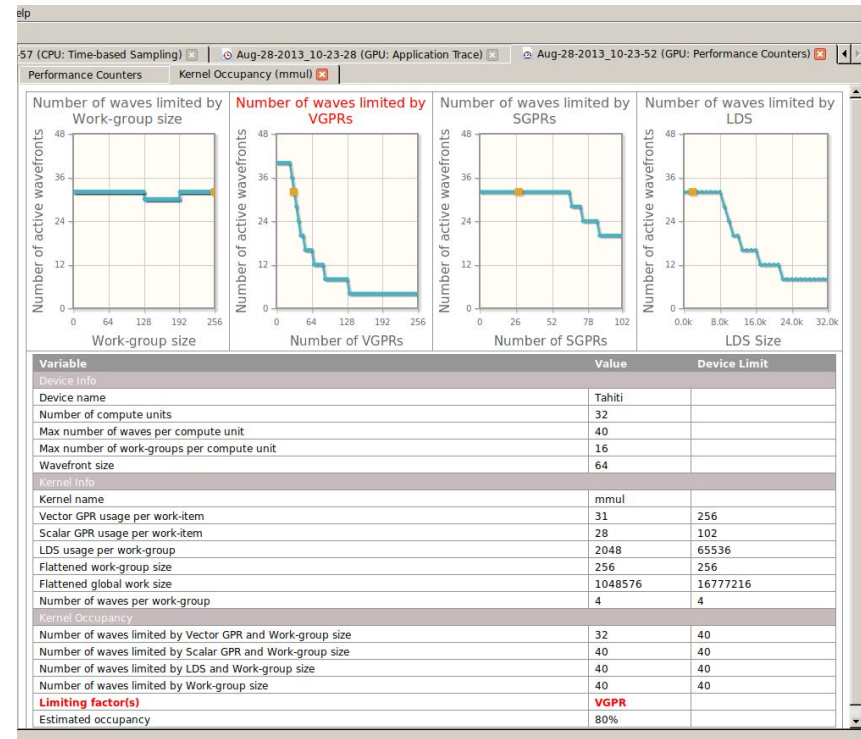 elp
-57 (CPU: Time-based Sampling) Aug-28-2013_10-23-28 (GPU: Application Trace) Aug-28-2013_10-23-52 (GPU: Performance Counters)
Performance Counters Kernel Occupancy (mmul)
Number of waves limited by Work-group size
48
36
24
12
0
0 64 128 192 256
Number of active wavefronts
Work-group size
Number of waves limited by VGPRs
48
36
24
12
0
0 64 128 192 256
Number of active wavefronts
Number of VGPRs
Number of waves limited by SGPRs
48
36
24
12
0
0 26 52 78 102
Number of active wavefronts
Number of SGPRs
Number of waves limited by LDS
48
36
24
12
0
0.0k 8.0k 16.0k 24.0k 32.0k
Number of active wavefronts
LDS Size
Variable Value Device Limit
Device Info
Device name Tahiti
Number of compute units 32
Max number of waves per compute unit 40
Max number of work-groups per compute unit 16
Wavefront size 64
Kernel Info
Kernel name mmul
Vector GPR usage per work-item 31 256
Scalar GPR usage per work-item 28 102
LDS usage per work-group 2048 65536
Flattened work-group size 256 256
Flattened global work size 1048576 16777216
Number of waves per work-group 4 4
Kernel Occupancy
Number of waves limited by Vector GPR and Work-group size 32 40
Number of waves limited by Scalar GPR and Work-group size 40 40
Number of waves limited by LDS and Work-group size 40 40
Number of waves limited by Work-group size 40 40
Limiting factor(s) VGPR
Estimated occupancy 80%